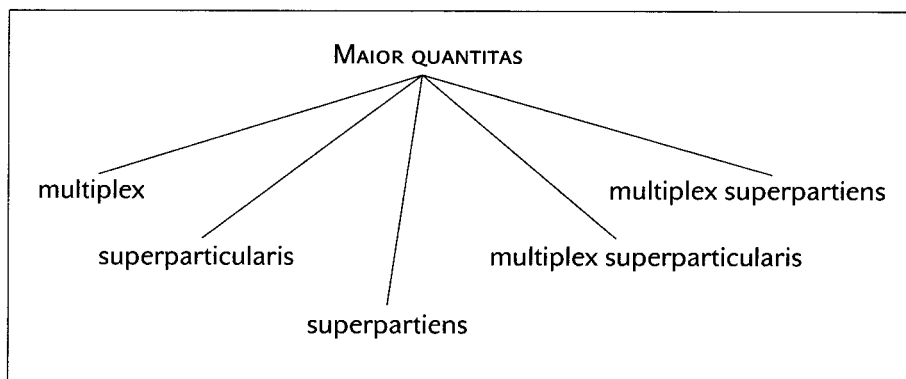 MAIOR QUANTITAS
multiplex
multiplex superpartiens
superparticularis
multiplex superparticularis
superpartiens